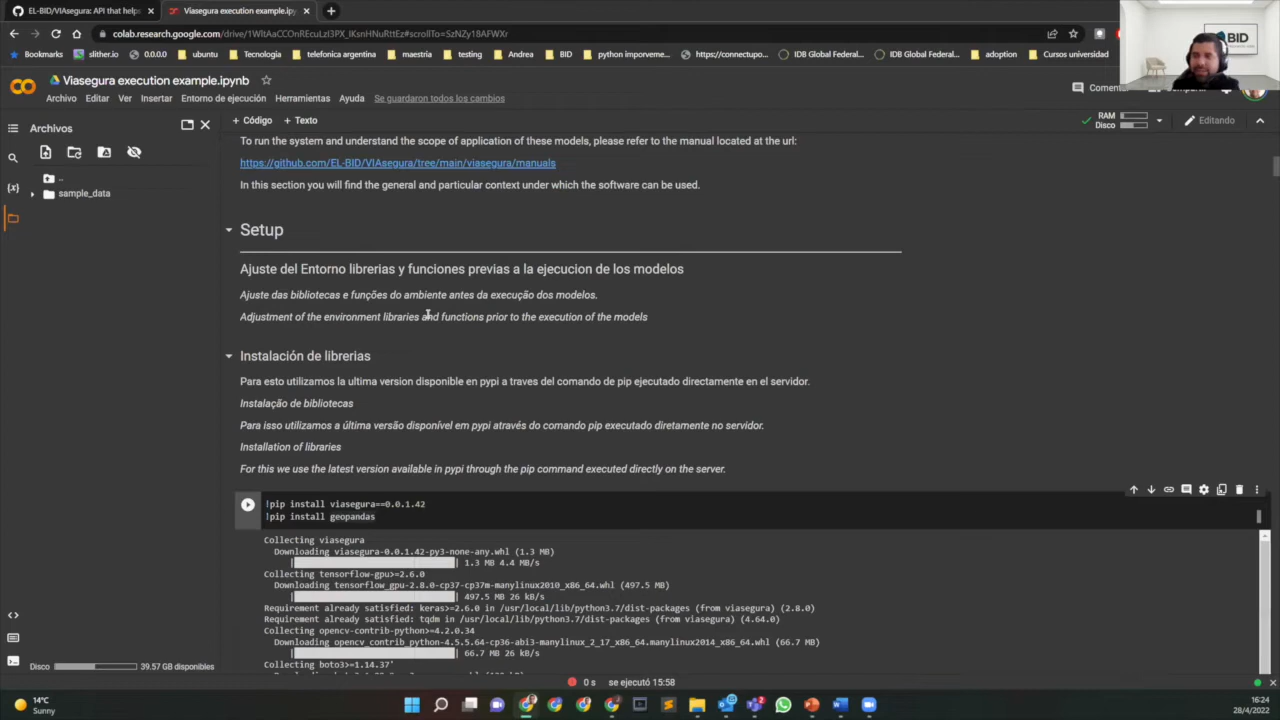 EL-BID/VIAsegura: API that help
Viasegura execution example.ipy
colab.research.google.com/drive/1WItAaCCOnREcuLzI3PX_IKsnHNuRttEz#scrollTo=SzNZy18AFWXr
Bookmarks
slither.io
0.0.0.0
ubuntu
Tecnologia
telefonica argentina
maestria
testing
Andrea
BID
python imporveme...
https://connectupo...
IDB Global Federal...
IDB Global Federal...
adoption
Cursos universidad
BID
Viasegura execution example.ipynb
Archivo Editar Ver Insertar Entorno de ejecución Herramientas Ayuda Se guardaron todos los cambios
Comentar
Archivos
+ Código + Texto
RAM
Disco
Editando
..
sample_data
To run the system and understand the scope of application of these models, please refer to the manual located at the url:
https://github.com/EL-BID/VIAsegura/tree/main/viasegura/manuals
In this section you will find the general and particular context under which the software can be used.
Setup
Ajuste del Entorno librerias y funciones previas a la ejecucion de los modelos
Ajuste das bibliotecas e funções do ambiente antes da execução dos modelos.
Adjustment of the environment libraries and functions prior to the execution of the models
Instalación de librerias
Para esto utilizamos la ultima version disponible en pypi a traves del comando de pip ejecutado directamente en el servidor.
Instalação de bibliotecas
Para isso utilizamos a última versão disponível em pypi através do comando pip executado diretamente no servidor.
Installation of libraries
For this we use the latest version available in pypi through the pip command executed directly on the server.
!pip install viasegura==0.0.1.42
!pip install geopandas
Collecting viasegura
Downloading viasegura-0.0.1.42-py3-none-any.whl (1.3 MB)
1.3 MB 4.4 MB/s
Collecting tensorflow-gpu>=2.6.0
Downloading tensorflow_gpu-2.8.0-cp37-cp37m-manylinux2010_x86_64.whl (497.5 MB)
497.5 MB 26 kB/s
Requirement already satisfied: keras>=2.6.0 in /usr/local/lib/python3.7/dist-packages (from viasegura) (2.8.0)
Requirement already satisfied: tqdm in /usr/local/lib/python3.7/dist-packages (from viasegura) (4.64.0)
Collecting opencv-contrib-python>=4.2.0.34
Downloading opencv_contrib_python-4.5.5.64-cp36-abi3-manylinux_2_17_x86_64.manylinux2014_x86_64.whl (66.7 MB)
66.7 MB 26 kB/s
Collecting boto3>=1.14.37'
Disco
39.57 GB disponibles
0 s se ejecutó 15:58
14°C
Sunny
16:24
28/4/2022